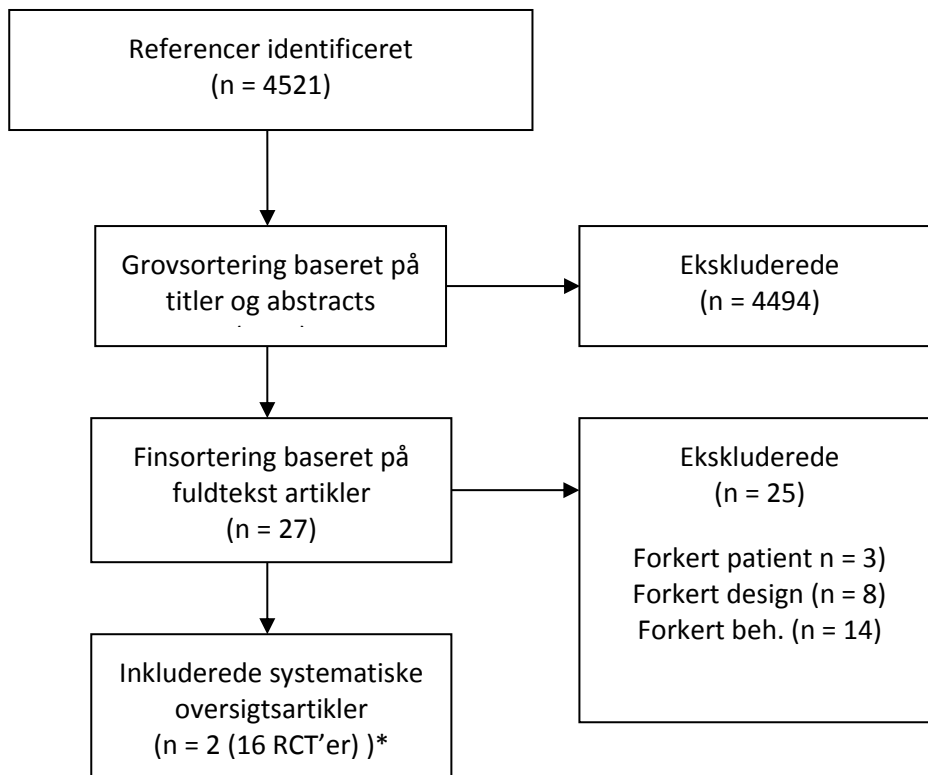 Referencer identificeret
(n = 4521)
Grovsortering baseret på
titler og abstracts
Ekskluderede
(n = 4494)
Finsortering baseret på
fuldtekst artikler
(n = 27)
Ekskluderede
(n = 25)
Forkert patient n = 3)
Forkert design (n = 8)
Forkert beh. (n = 14)
Inkluderede systematiske
oversigtsartikler
(n = 2 (16 RCT’er) )*